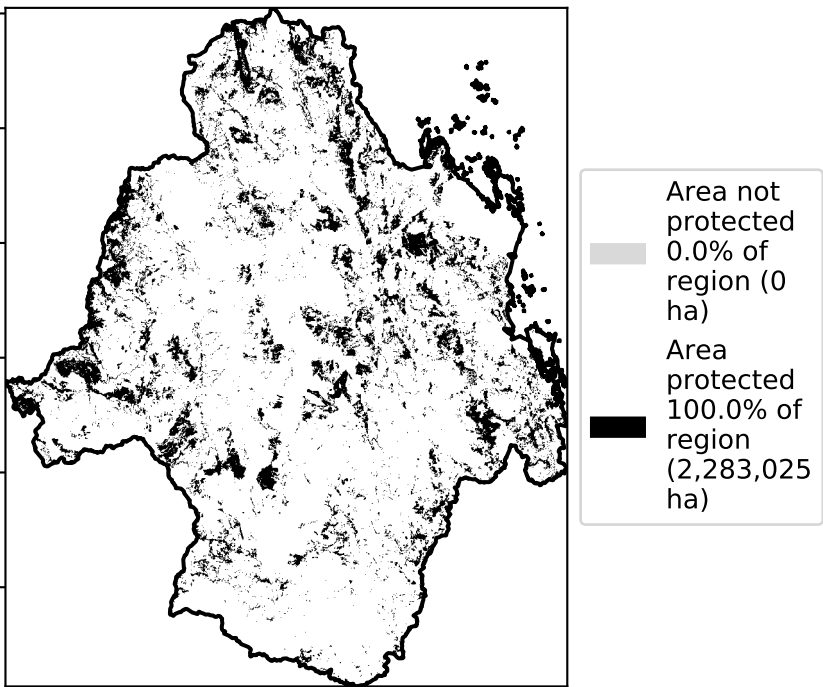 Area not
protected
0.0% of
region (0
ha)
Area
protected
100.0% of
region
(2,283,025
ha)